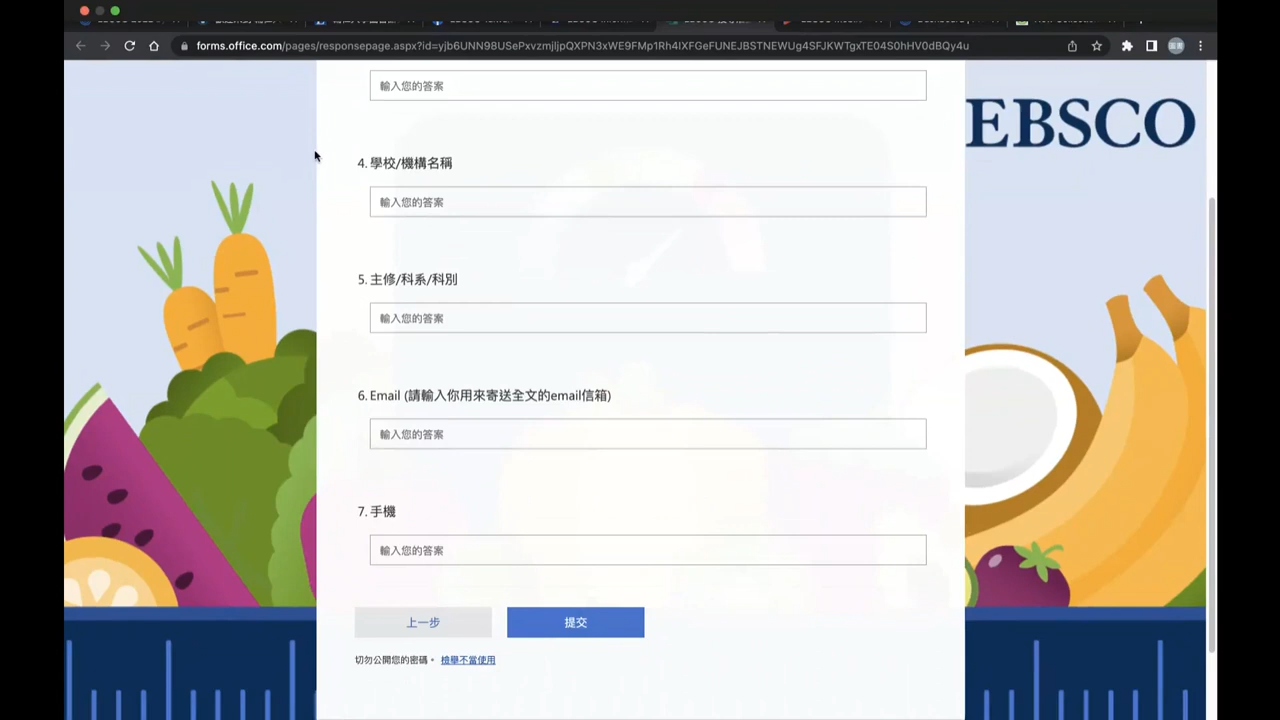 forms.office.com/pages/responsepage.aspx?id=yjb6UNN98USePxvzmjIjpQXPN3xWE9FMp1Rh4IXFGeFUNEJBSTNEWUg4SFJKWTgxTE04S0hHV0dBQy4u
EBSCO
輸入您的答案
4. 學校/機構名稱
輸入您的答案
5. 主修/科系/科別
輸入您的答案
6. Email (請輸入你用來寄送全文的email信箱)
輸入您的答案
7. 手機
輸入您的答案
上一步
提交
切勿公開您的密碼。 檢舉不當使用